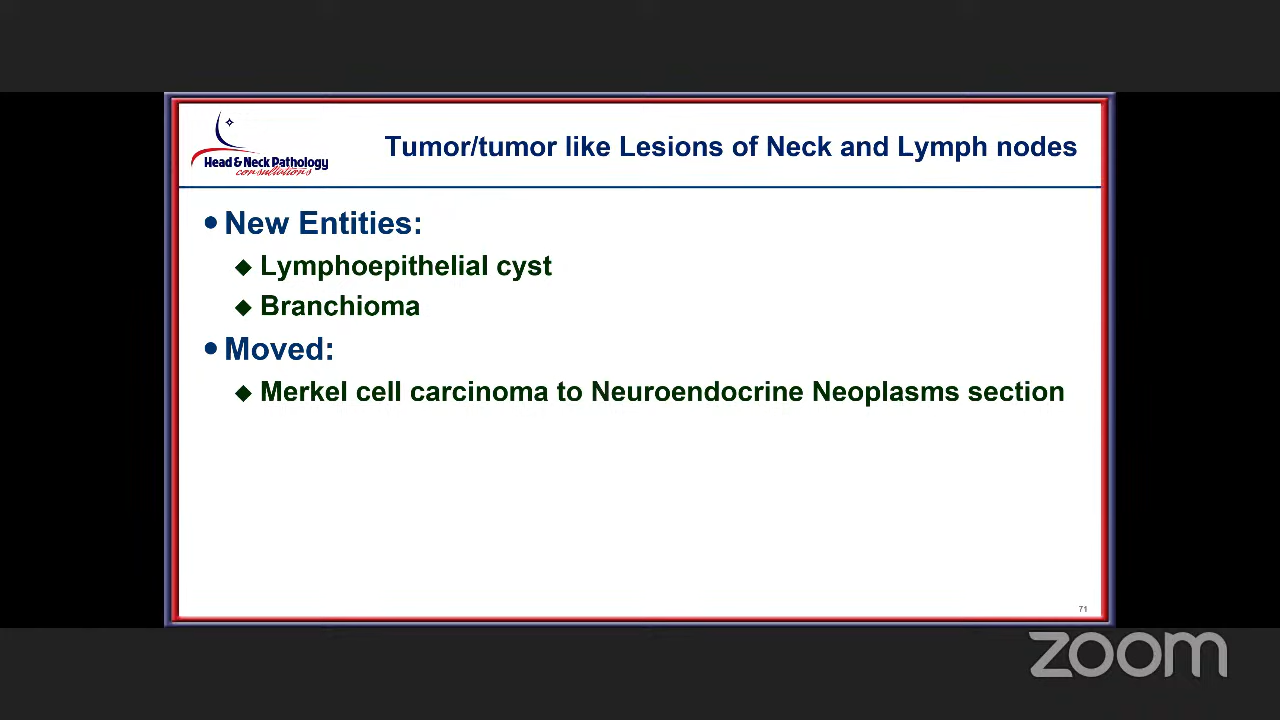 Head & Neck Pathology
consultations
Tumor/tumor like Lesions of Neck and Lymph nodes
New Entities:
Lymphoepithelial cyst
Branchioma
Moved:
Merkel cell carcinoma to Neuroendocrine Neoplasms section
71
zoom